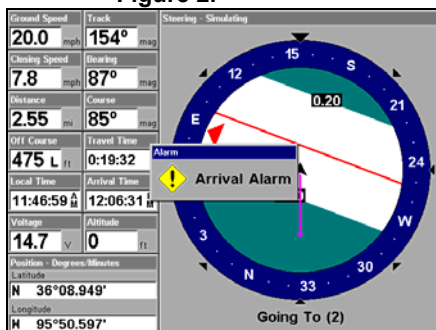 Figure 2.
Ground Speed
20.0 mph
Track
154° mag
Steering - Simulating
Closing Speed
7.8 mph
Bearing
87° mag
Distance
2.55 mi
Course
85° mag
Off Course
475 L ft
Travel Time
0:19:32
Local Time
11:46:59 AM
Arrival Time
12:06:31
Voltage
14.7 v
Altitude
0 ft
Position - Degrees/Minutes
Latitude
N 36°08.949'
Longitude
W 95°50.597'
Alarm
Arrival Alarm
12
15
S
21
24
W
30
33
N
3
E
0.20
Going To (2)